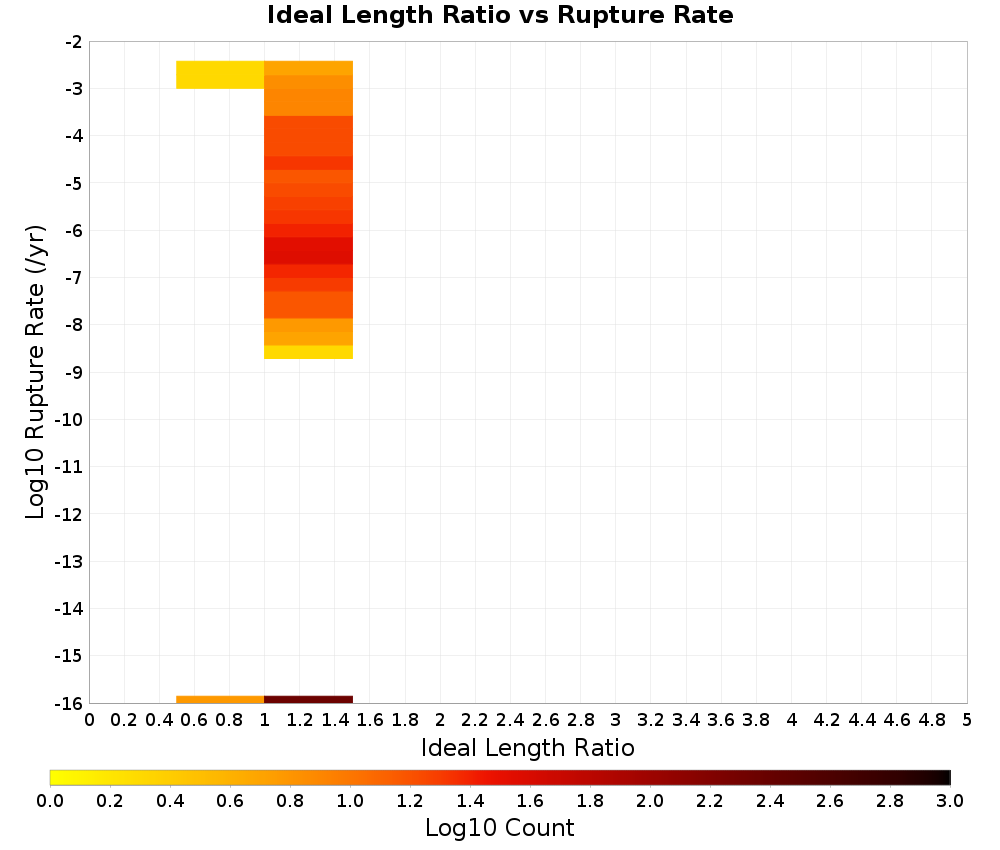 Ideal Length Ratio vs Rupture Rate
Log10 Rupture Rate (/yr)
-2
-3
-4
-5
-6
-7
-8
-9
-10
-11
-12
-13
-14
-15
-16
0 0.2 0.4 0.6 0.8 1 1.2 1.4 1.6 1.8 2 2.2 2.4 2.6 2.8 3 3.2 3.4 3.6 3.8 4 4.2 4.4 4.6 4.8 5
Ideal Length Ratio
0.0 0.2 0.4 0.6 0.8 1.0 1.2 1.4 1.6 1.8 2.0 2.2 2.4 2.6 2.8 3.0
Log10 Count